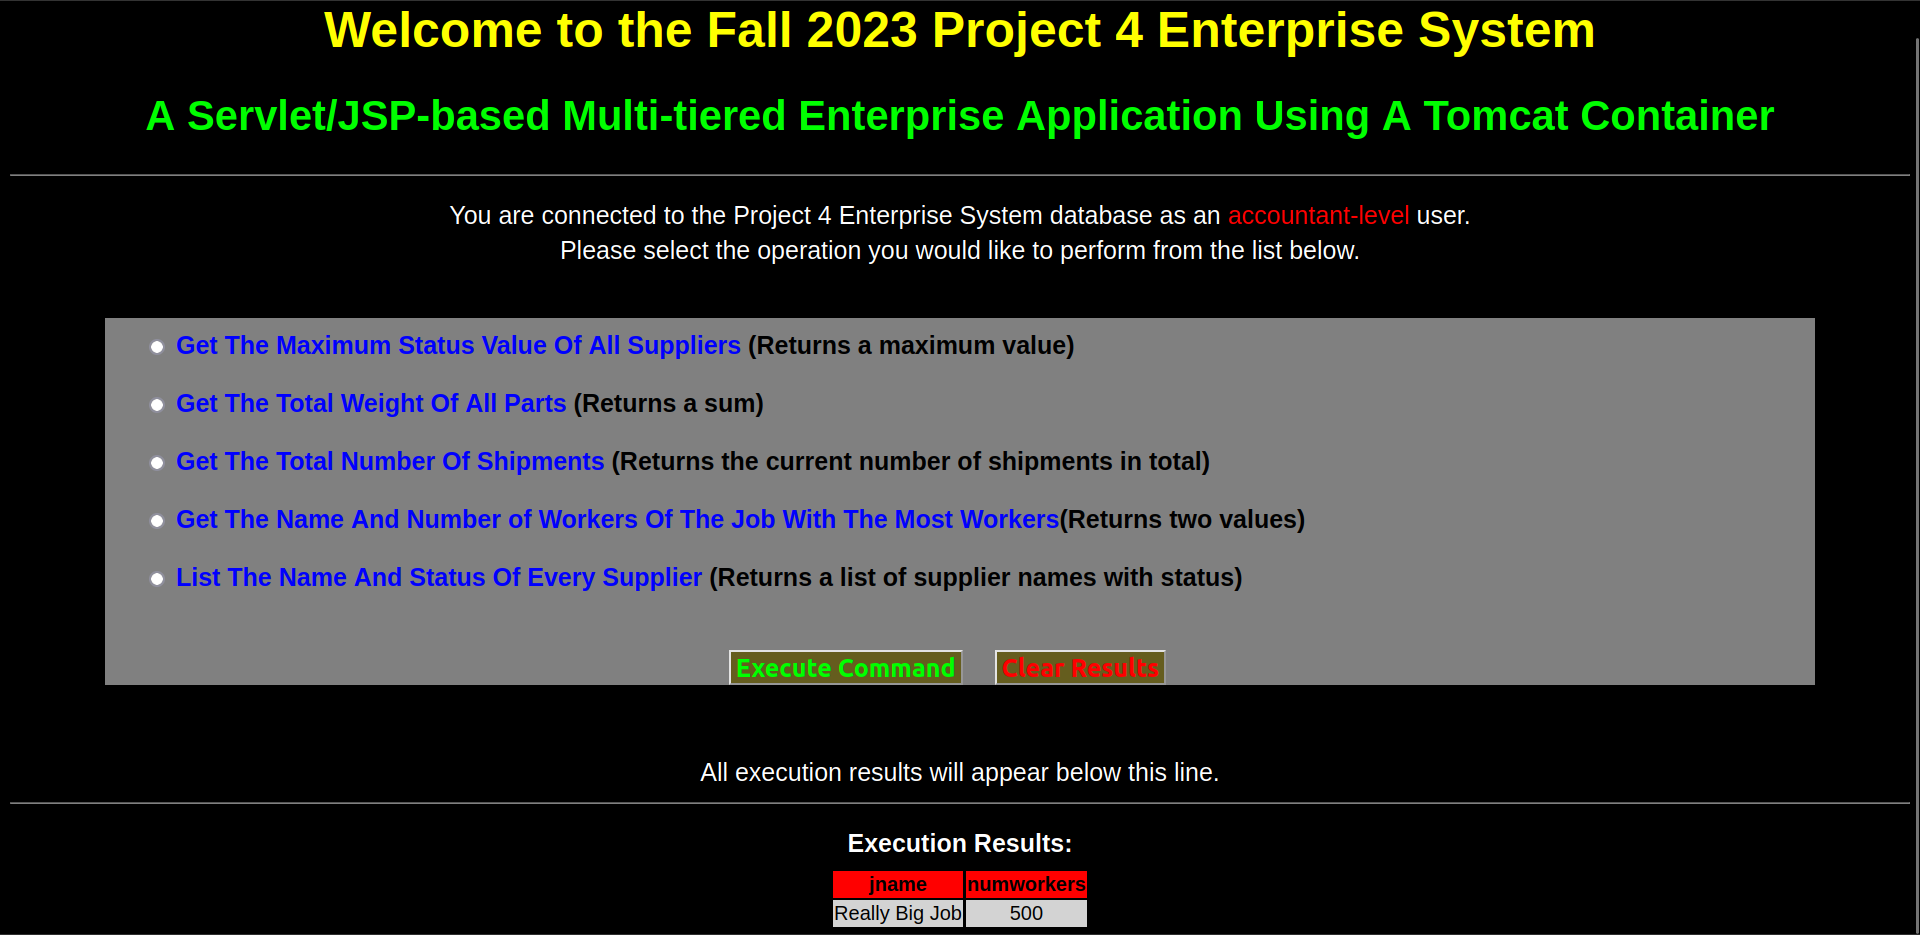 Welcome to the Fall 2023 Project 4 Enterprise System
A Servlet/JSP-based Multi-tiered Enterprise Application Using A Tomcat Container
You are connected to the Project 4 Enterprise System database as an accountant-level user.
Please select the operation you would like to perform from the list below.
Get The Maximum Status Value Of All Suppliers (Returns a maximum value)
Get The Total Weight Of All Parts (Returns a sum)
Get The Total Number Of Shipments (Returns the current number of shipments in total)
Get The Name And Number of Workers Of The Job With The Most Workers(Returns two values)
List The Name And Status Of Every Supplier (Returns a list of supplier names with status)
Execute Command Clear Results
All execution results will appear below this line.
Execution Results:
jname numworkers
Really Big Job 500